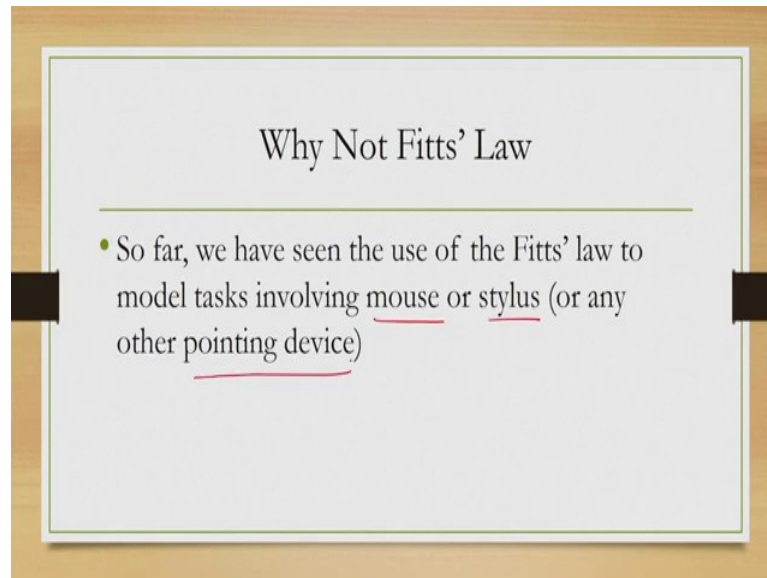 Why Not Fitts’ Law
• So far, we have seen the use of the Fitts’ law to
model tasks involving mouse or stylus (or any
other pointing device)